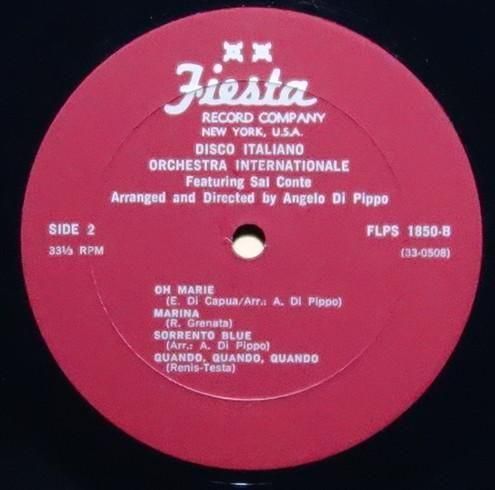 Fiesta
RECORD COMPANY
NEW YORK, U.S.A.
DISCO ITALIANO
ORCHESTRA INTERNATIONALE
Featuring Sal Conte
Arranged and Directed by Angelo Di Pippo
SIDE 2
33⅓ RPM
FLPS 1850-B
(33-0508)
OH MARIE
(E. Di Capua/Arr.: A. Di Pippo)
MARINA
(R. Grenata)
SORRENTO BLUE
(Arr.: A. Di Pippo)
QUANDO, QUANDO, QUANDO
(Renis-Testa)